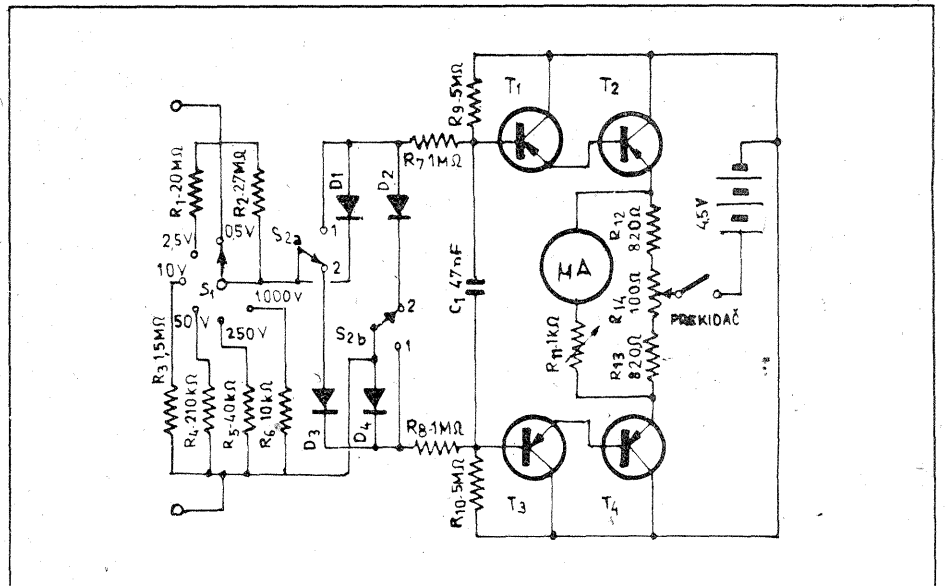 R1-20MΩ
2,5V
10V
0,5V
R2-27MΩ
S1
1000V
50V
250V
R3 1,5MΩ
R4-210kΩ
R5-40kΩ
R6-10kΩ
S2a
1
2
D1
D2
D3
D4
S2b
2
1
R7 1MΩ
R8-1MΩ
R9-5MΩ
R10-5MΩ
C1 47nF
T1
T2
T3
T4
μA
R11-1kΩ
R12
820Ω
R14
100Ω
R13
820Ω
PREKIDAČ
4,5V